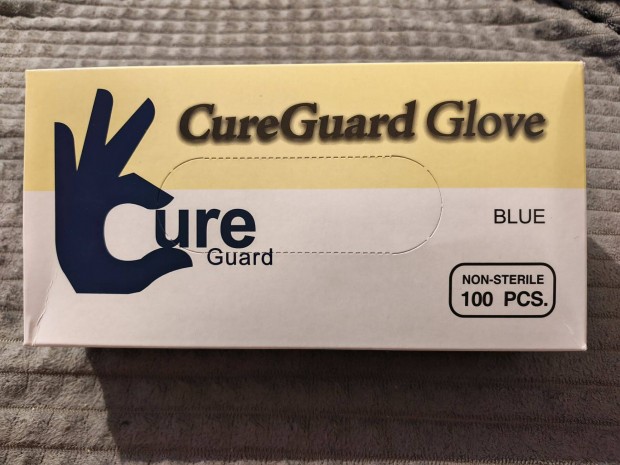 CureGuard Glove
Cure
Guard
BLUE
NON-STERILE
100 PCS.